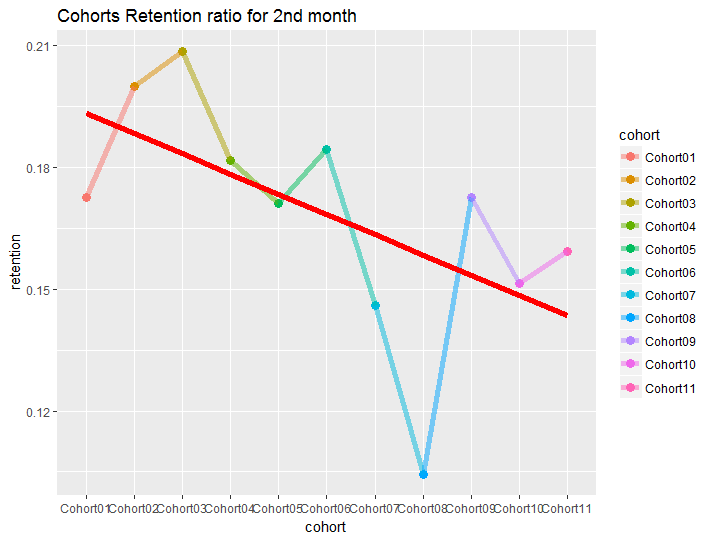 Cohorts Retention ratio for 2nd month
0.21
0.18
0.15
0.12
retention
Cohort01 Cohort02 Cohort03 Cohort04 Cohort05 Cohort06 Cohort07 Cohort08 Cohort09 Cohort10 Cohort11
cohort
cohort
Cohort01
Cohort02
Cohort03
Cohort04
Cohort05
Cohort06
Cohort07
Cohort08
Cohort09
Cohort10
Cohort11